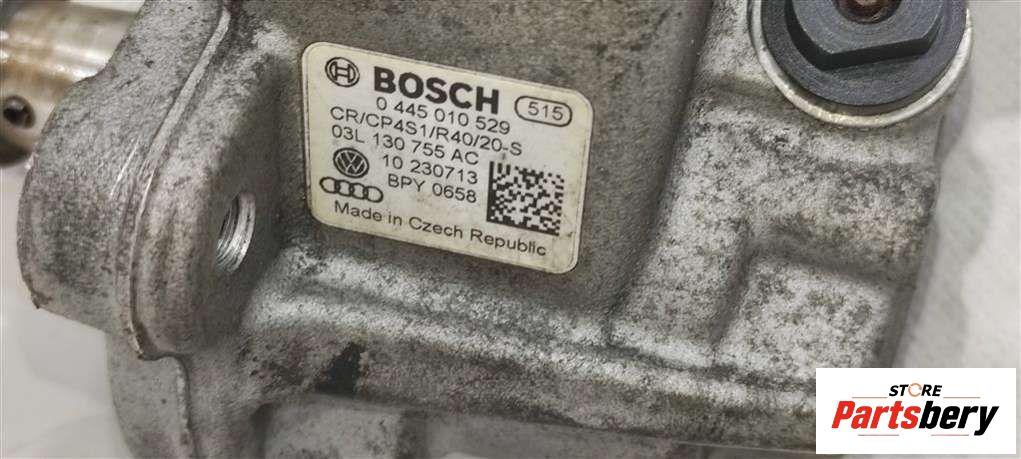 BOSCH 515
0 445 010 529
CR/CP4S1/R40/20-S
03L 130 755 AC
10 230713
BPY 0658
Made in Czech Republic
STORE
Partsbery